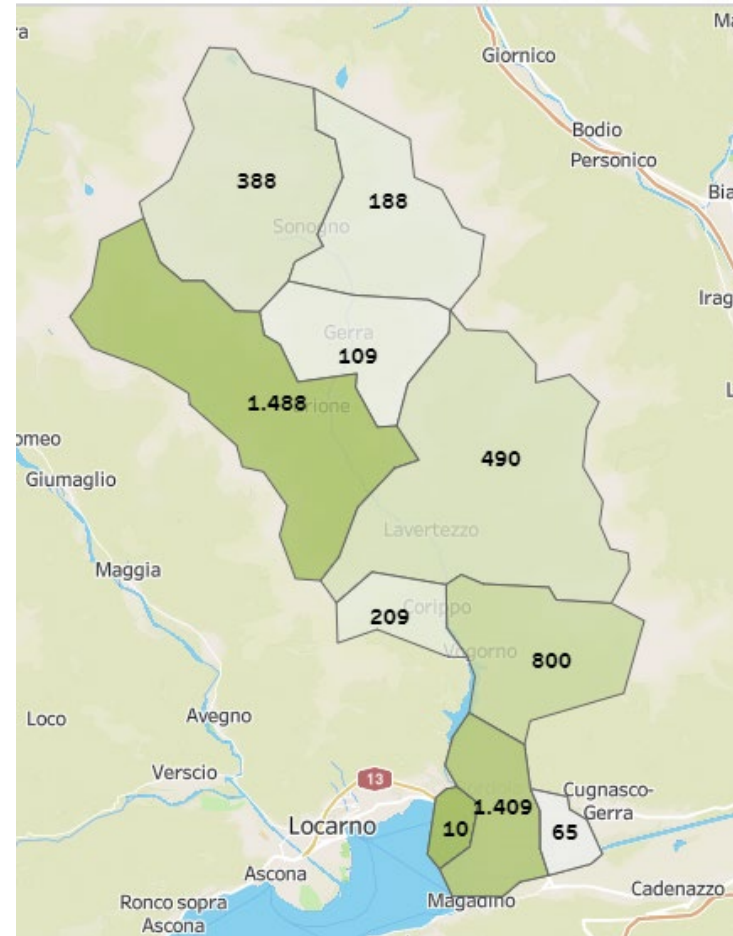 Giornico
Bodio
Personico
388
188
Sonogno
Gerra
109
1.488
490
Giumaglio
Lavertezzo
Maggia
209
Corippo
Vogorno
800
Loco
Avegno
Verscio
13
Cugnasco-
Gerra
1.409
10
65
Locarno
Ascona
Magadino
Cadenazzo
Ronco sopra
Ascona